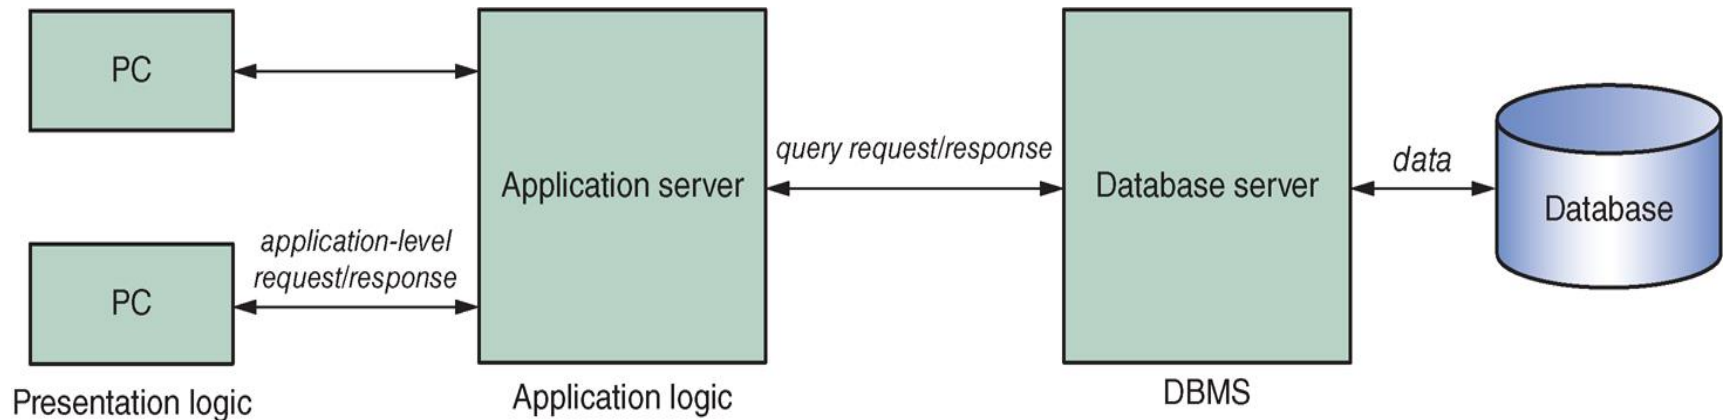 PC
PC
application-level
request/response
Presentation logic
Application server
Application logic
query request/response
Database server
DBMS
data
Database